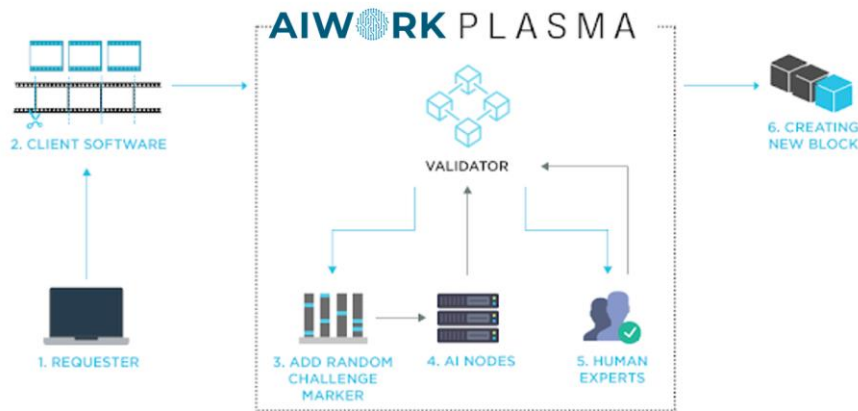 AIWORK PLASMA
2. CLIENT SOFTWARE
VALIDATOR
6. CREATING
NEW BLOCK
1. REQUESTER
3. ADD RANDOM
CHALLENGE
MARKER
4. AI NODES
5. HUMAN
EXPERTS